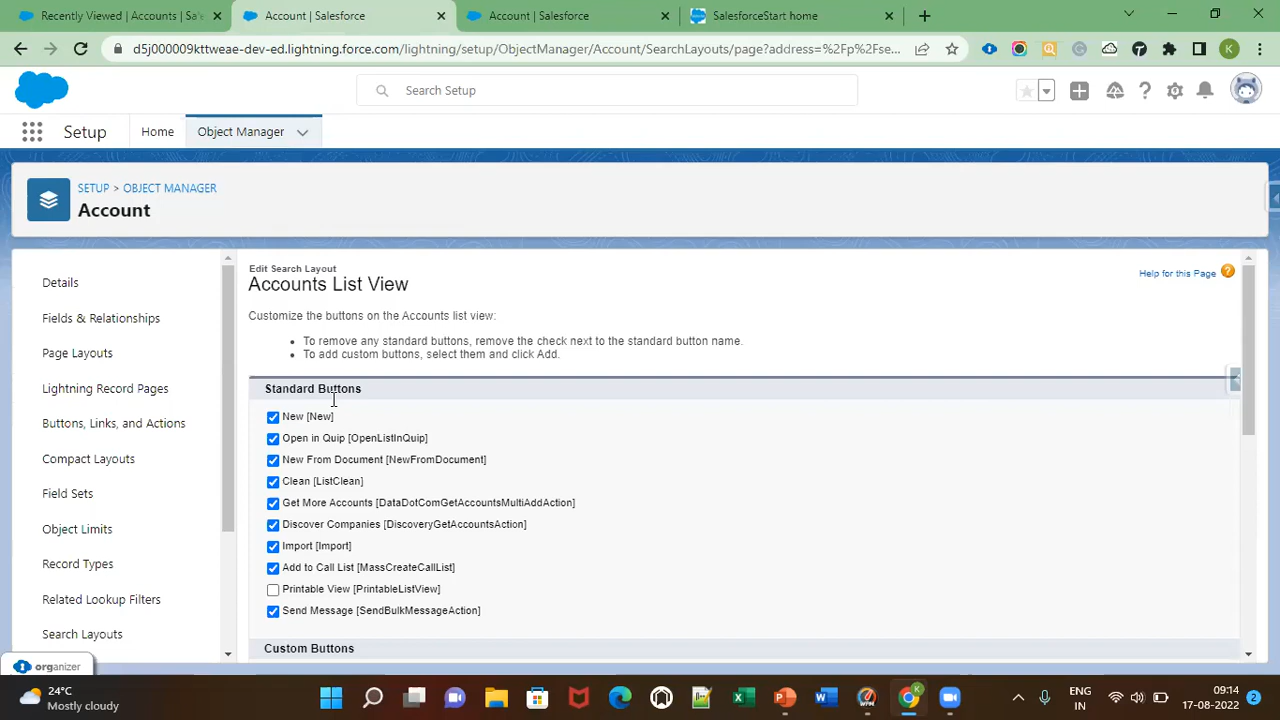 Recently Viewed | Accounts | Sa
Account | Salesforce
Account | Salesforce
SalesforceStart home
d5j000009kttweae-dev-ed.lightning.force.com/lightning/setup/ObjectManager/Account/SearchLayouts/page?address=%2Fp%2Fse...
K
Search Setup
Setup
Home
Object Manager
SETUP > OBJECT MANAGER
Account
Details
Fields & Relationships
Page Layouts
Lightning Record Pages
Buttons, Links, and Actions
Compact Layouts
Field Sets
Object Limits
Record Types
Related Lookup Filters
Search Layouts
organizer
Edit Search Layout
Accounts List View
Help for this Page
Customize the buttons on the Accounts list view:
• To remove any standard buttons, remove the check next to the standard button name.
• To add custom buttons, select them and click Add.
Standard Buttons
New [New]
Open in Quip [OpenListInQuip]
New From Document [NewFromDocument]
Clean [ListClean]
Get More Accounts [DataDotComGetAccountsMultiAddAction]
Discover Companies [DiscoveryGetAccountsAction]
Import [Import]
Add to Call List [MassCreateCallList]
Printable View [PrintableListView]
Send Message [SendBulkMessageAction]
Custom Buttons
24°C
Mostly cloudy
ENG
IN
09:14
17-08-2022
2